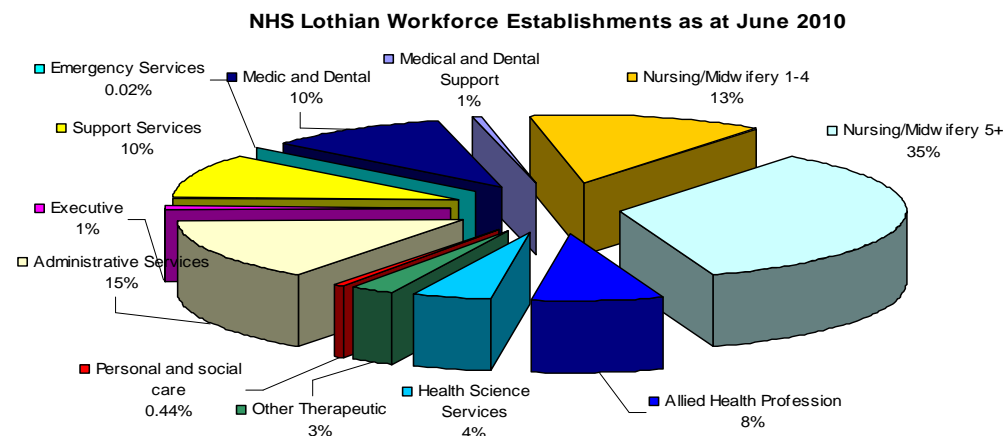 NHS Lothian Workforce Establishments as at June 2010
Emergency Services
0.02%
Medic and Dental
10%
Medical and Dental
Support
1%
Nursing/Midwifery 1-4
13%
Nursing/Midwifery 5+
35%
Support Services
10%
Executive
1%
Administrative Services
15%
Personal and social
care
0.44%
Other Therapeutic
3%
Health Science
Services
4%
Allied Health Profession
8%